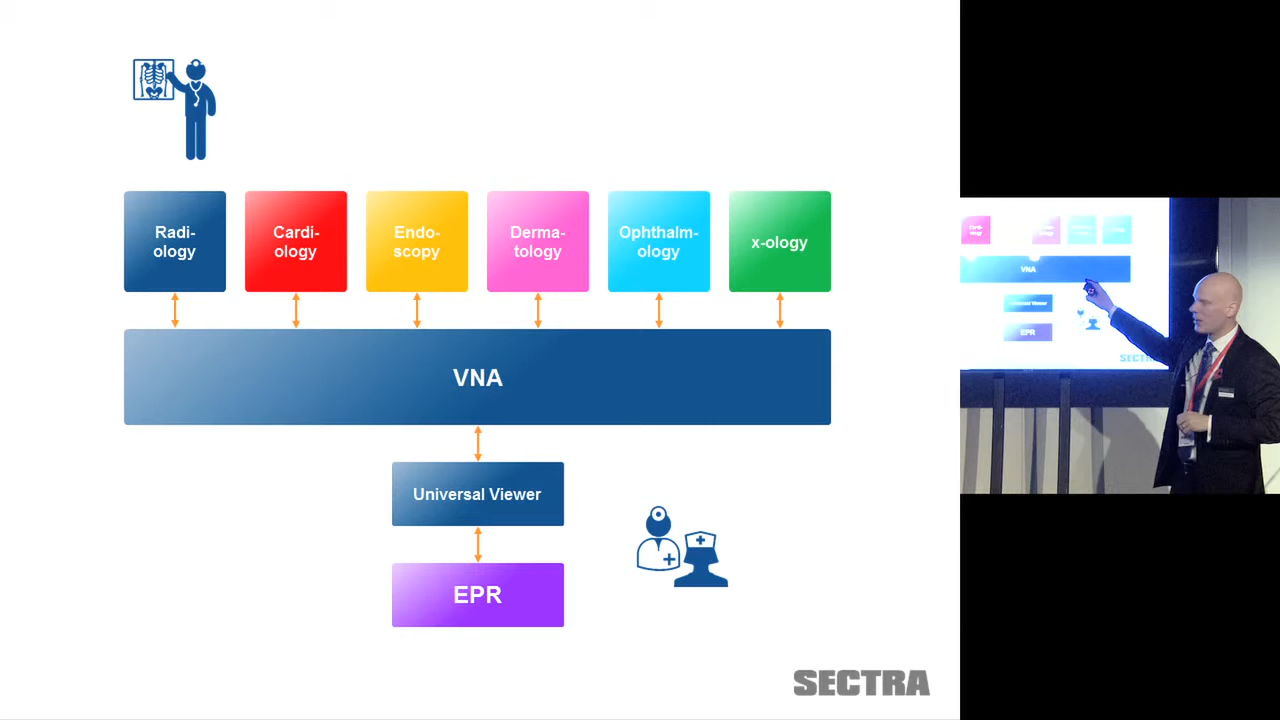 Radi-
ology
Cardi-
ology
Endo-
scopy
Derma-
tology
Ophthalm-
ology
x-ology
VNA
Universal Viewer
EPR
SECTRA
VNA
Universal Viewer
EPR
SECTRA